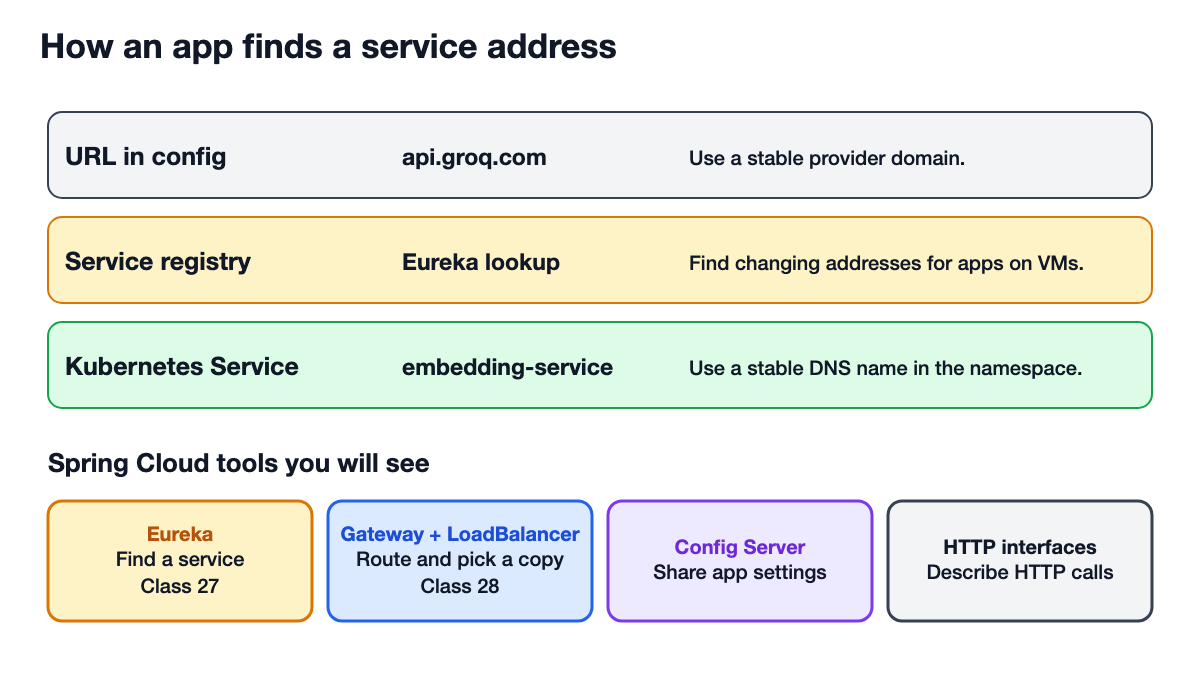 How an app finds a service address
URL in config api.groq.com Use a stable provider domain.
Service registry Eureka lookup Find changing addresses for apps on VMs.
Kubernetes Service embedding-service Use a stable DNS name in the namespace.
Spring Cloud tools you will see
Eureka
Find a service
Class 27
Gateway + LoadBalancer
Route and pick a copy
Class 28
Config Server
Share app settings
HTTP interfaces
Describe HTTP calls